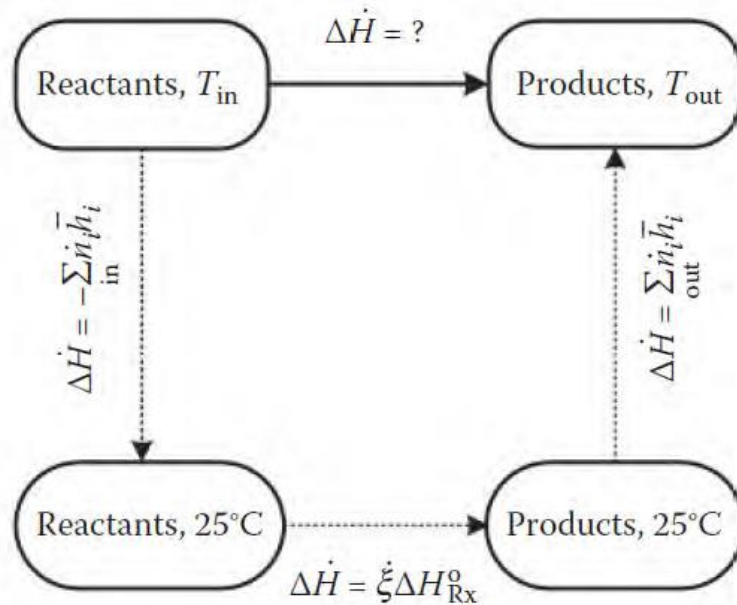 ΔḢ = ?
Reactants, T_in
Products, T_out
ΔḢ = −Σ_in ṅ_i h̅_i
ΔḢ = Σ_out ṅ_i h̅_i
Reactants, 25°C
Products, 25°C
ΔḢ = ξ̇ΔH°_Rx